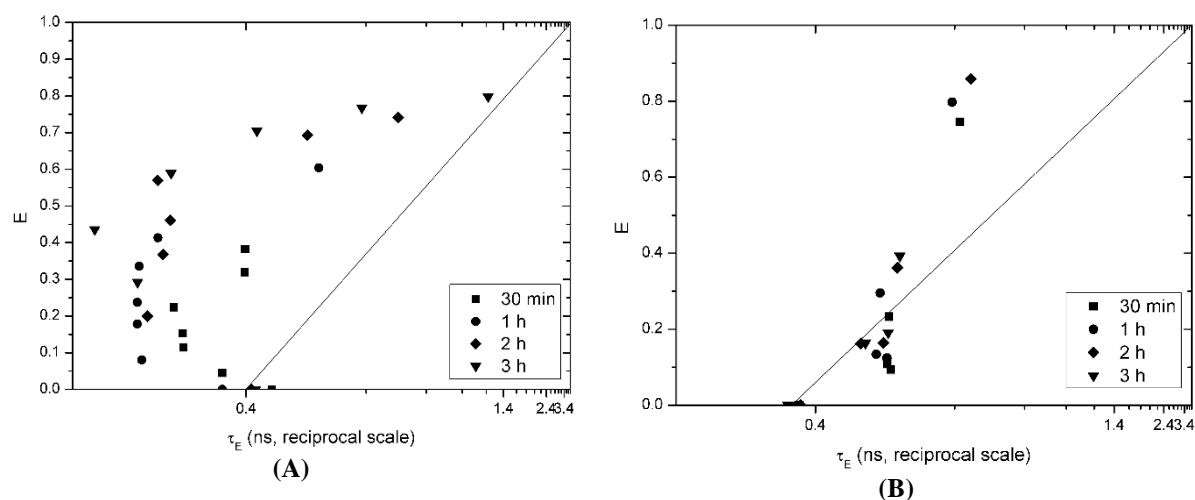 1.0
0.9
0.8
0.7
0.6
0.5
0.4
0.3
0.2
0.1
0.0
E
0.4 1.4 2.43.4
τE (ns, reciprocal scale)
30 min
1 h
2 h
3 h
(A)
1.0
0.8
0.6
0.4
0.2
0.0
E
0.4 1.4 2.43.4
τE (ns, reciprocal scale)
30 min
1 h
2 h
3 h
(B)